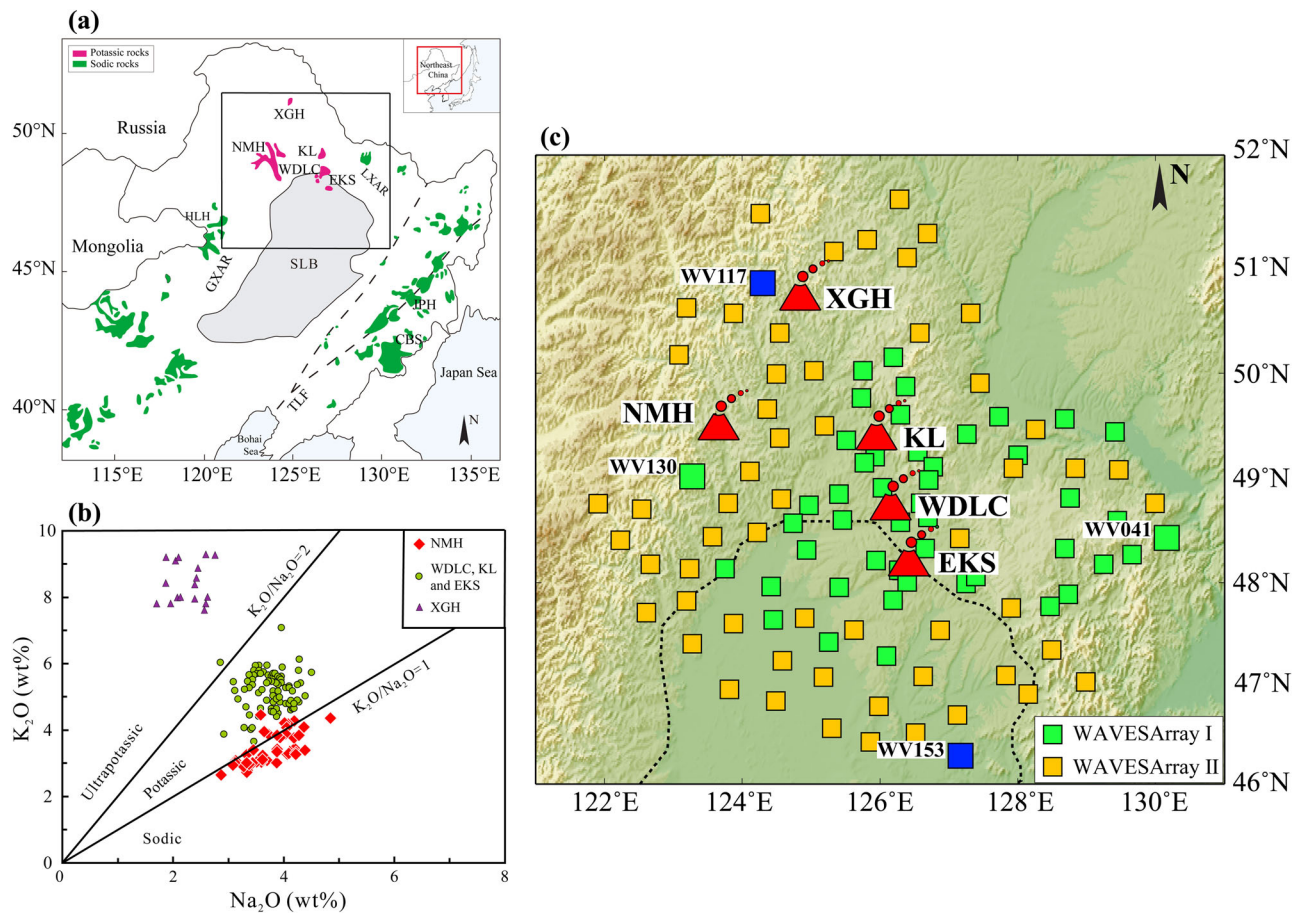 (a)
Potassic rocks
Sodic rocks
Northeast
China
XGH
Russia
50°N
NMH
KL
WDLC
EKS
LXAR
HLH
Mongolia
GXAR
SLB
45°N
JPH
CBS
Japan Sea
TLF
40°N
Bohai
Sea
N
115°E
120°E
125°E
130°E
135°E
(b)
10
8
6
4
2
0
K₂O (wt%)
K₂O/Na₂O=2
K₂O/Na₂O=1
Ultrapotassic
Potassic
Sodic
NMH
WDLC, KL
and EKS
XGH
0
2
4
6
8
Na₂O (wt%)
(c)
52°N
N
WV117
51°N
XGH
50°N
NMH
KL
WV130
49°N
WDLC
WV041
EKS
48°N
47°N
WV153
WAVESArray I
WAVESArray II
46°N
122°E
124°E
126°E
128°E
130°E